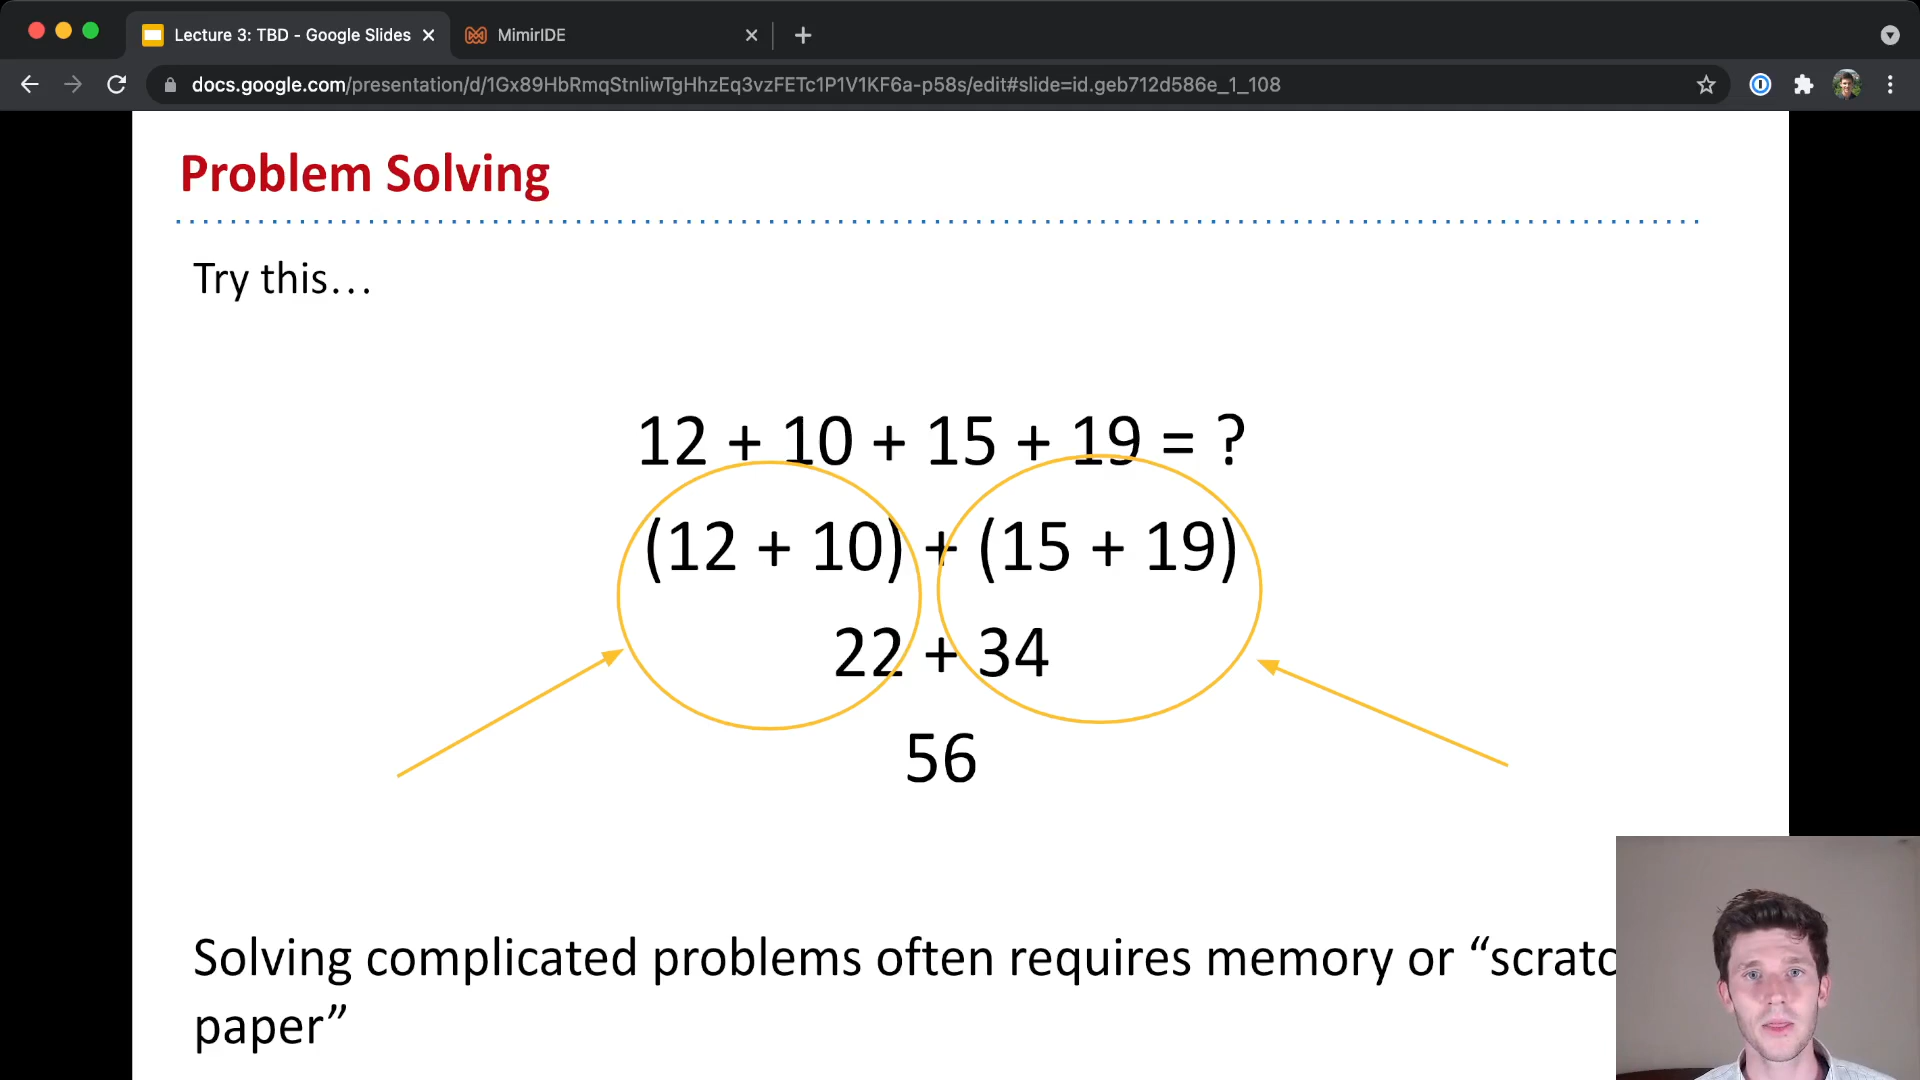 Lecture 3: TBD - Google Slides
MimirIDE
docs.google.com/presentation/d/1Gx89HbRmqStnIiwTgHhzEq3vzFETc1P1V1KF6a-p58s/edit#slide=id.geb712d586e_1_108
Problem Solving
Try this…
12 + 10 + 15 + 19 = ?
(12 + 10) + (15 + 19)
22 + 34
56
Solving complicated problems often requires memory or “scratc
paper”